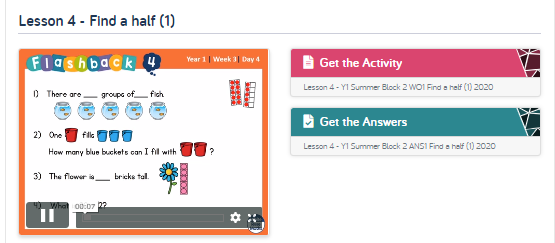 Lesson 4 - Find a half (1)
Flashback 4
Year 1 | Week 3 | Day 4
1) There are ___ groups of ___ fish.
2) One fills
How many blue buckets can I fill with ?
3) The flower is ___ bricks tall.
4) What
00:07
22?
Get the Activity
Lesson 4 - Y1 Summer Block 2 WO1 Find a half (1) 2020
Get the Answers
Lesson 4 - Y1 Summer Block 2 ANS1 Find a half (1) 2020